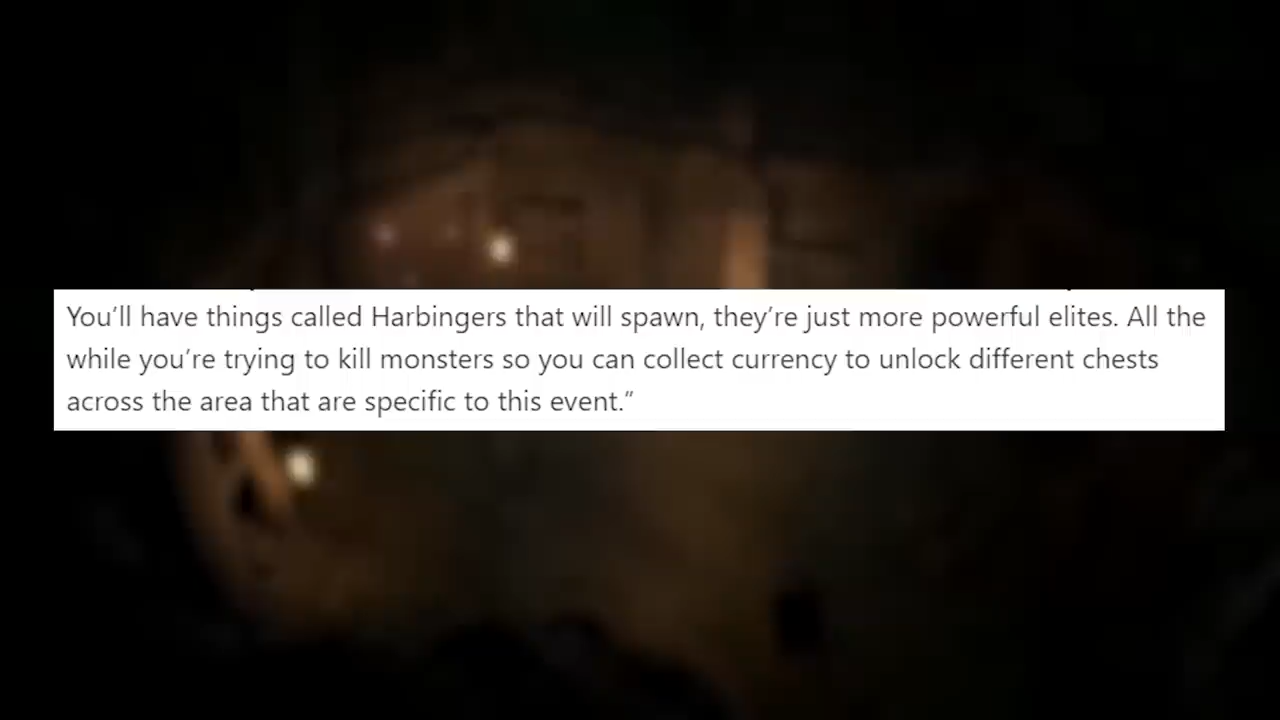 You’ll have things called Harbingers that will spawn, they’re just more powerful elites. All the
while you’re trying to kill monsters so you can collect currency to unlock different chests
across the area that are specific to this event.”